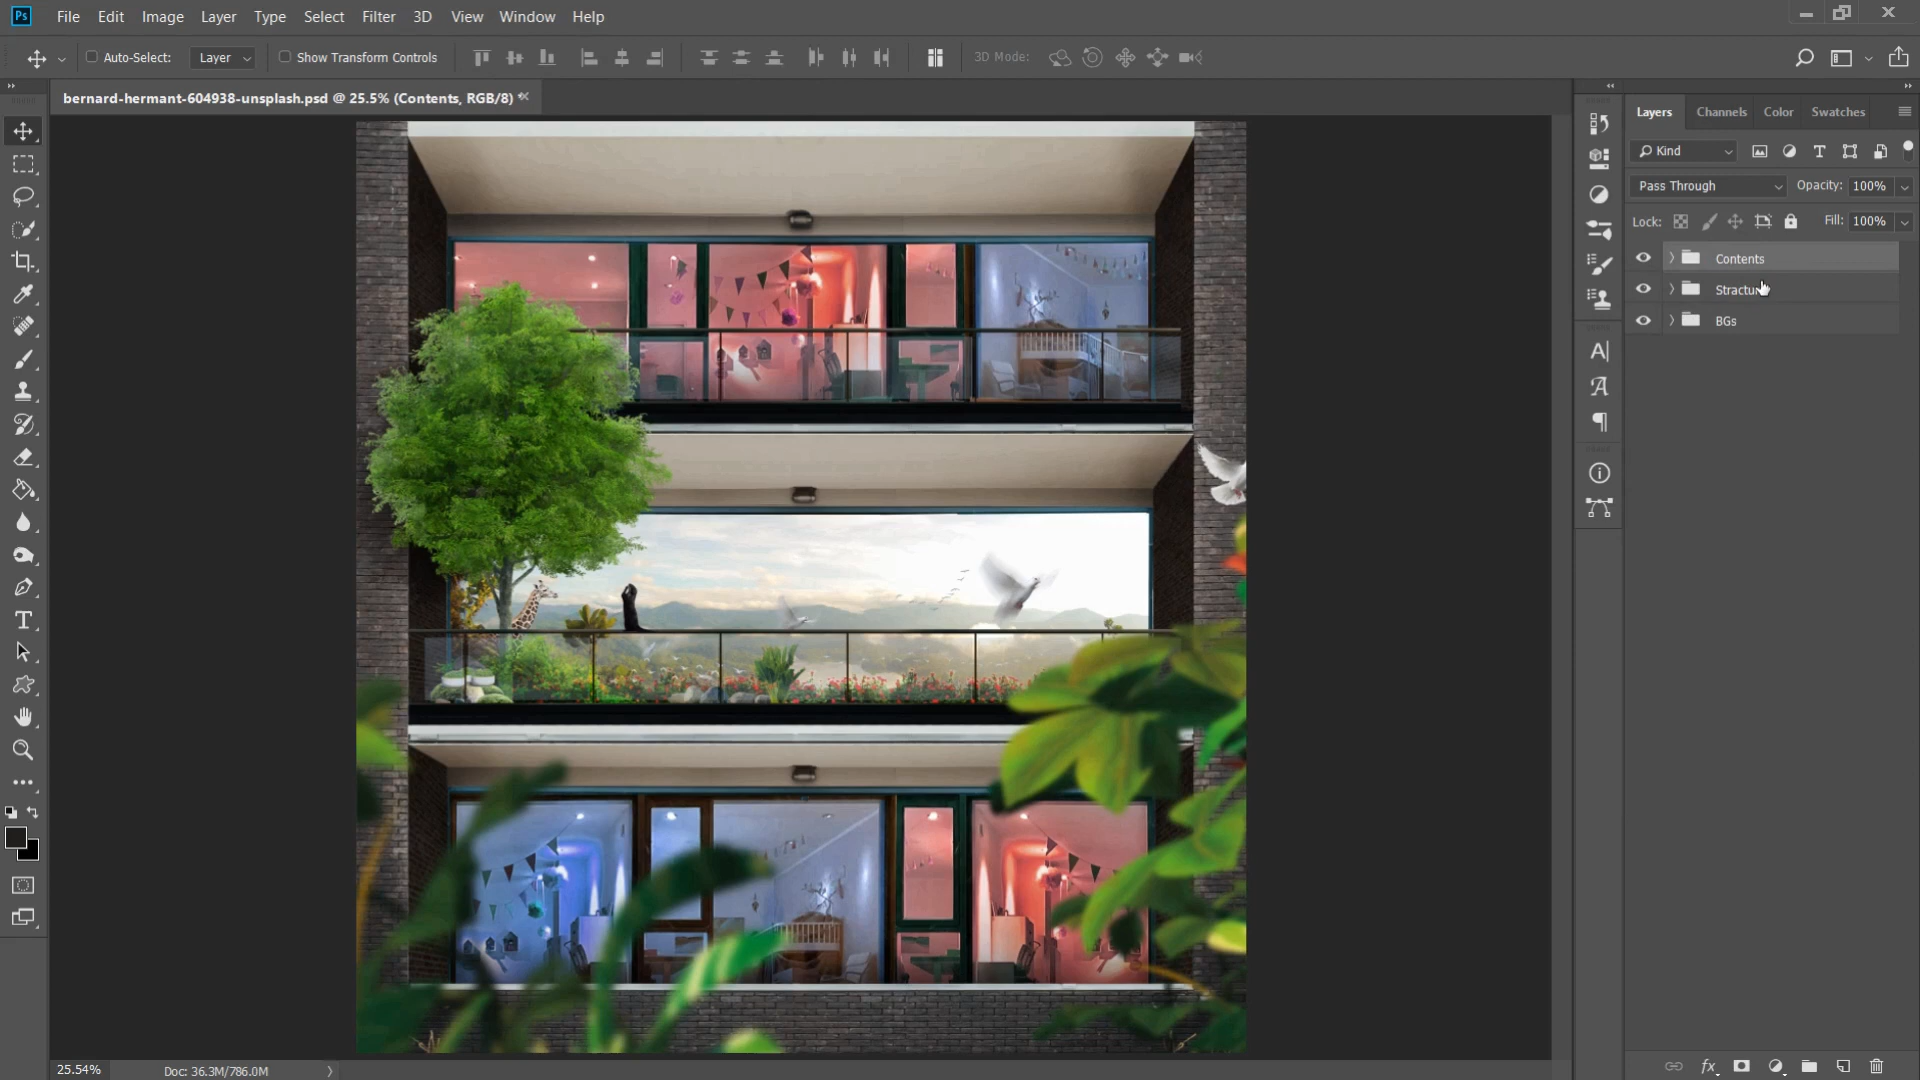 Ps File Edit Image Layer Type Select Filter 3D View Window Help
Auto-Select: Layer Show Transform Controls 3D Mode:
bernard-hermant-604938-unsplash.psd @ 25.5% (Contents, RGB/8) *
Layers Channels Color Swatches
Kind
Pass Through Opacity: 100%
Lock: Fill: 100%
Contents
BGs
25.54% Doc: 36.3M/786.0M